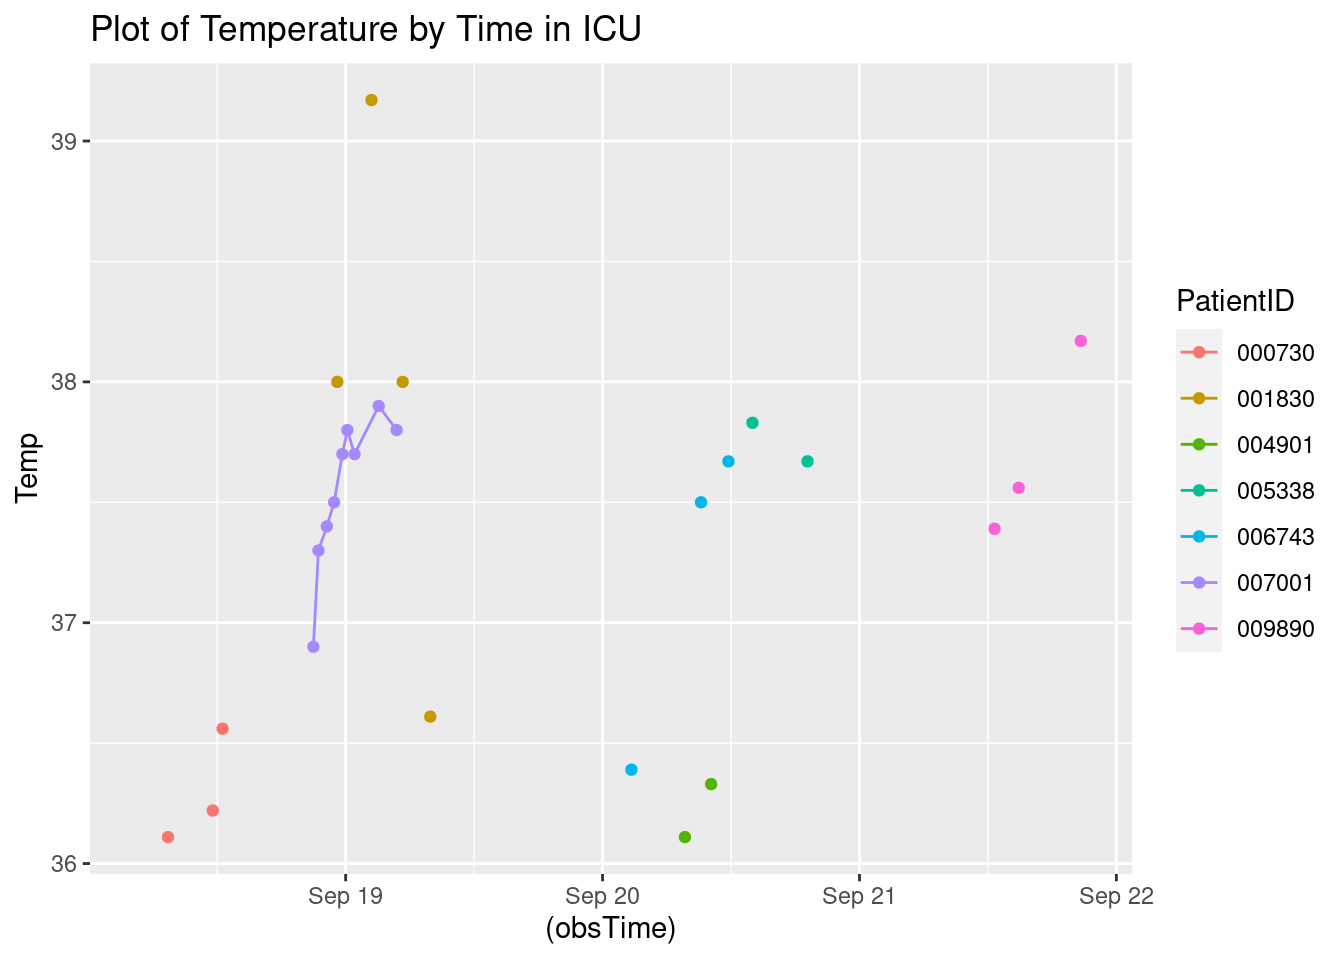 Plot of Temperature by Time in ICU
39
38
37
36
Temp
Sep 19
Sep 20
Sep 21
Sep 22
(obsTime)
PatientID
000730
001830
004901
005338
006743
007001
009890